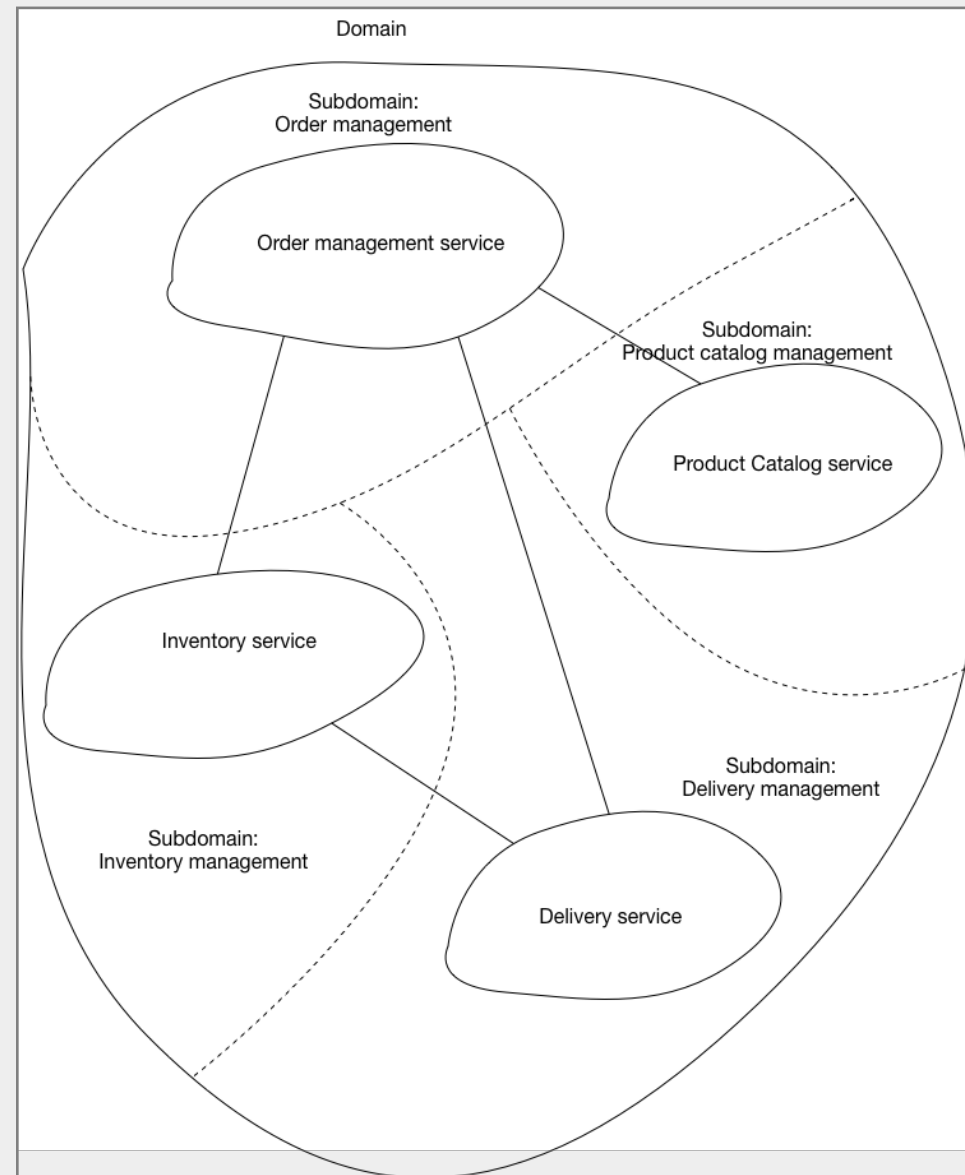 Domain
Subdomain:
Order management
Order management service
Subdomain:
Product catalog management
Product Catalog service
Inventory service
Subdomain:
Delivery management
Subdomain:
Inventory management
Delivery service